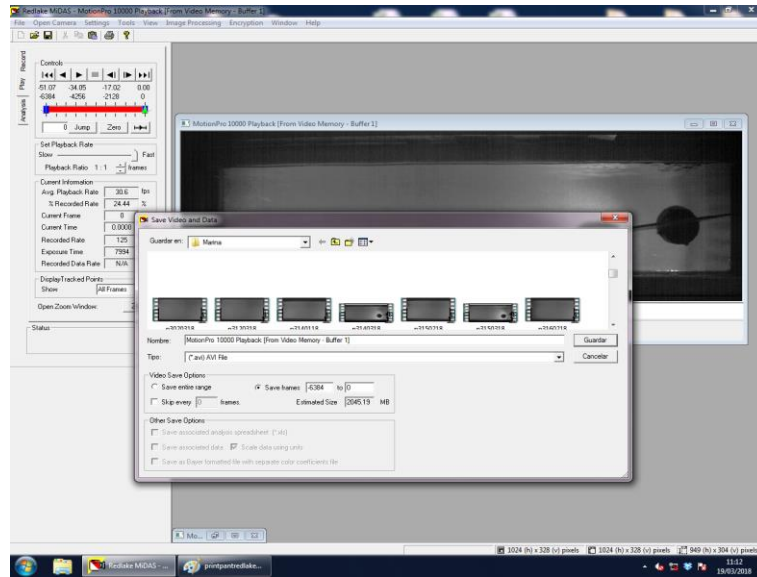 Redlake MiDAS - MotionPro 10000 Playback [From Video Memory - Buffer 1]
File Open Camera Settings Tools View Image Processing Encryption Window Help
Record
Play
Analysis
Controls
-51.07 -34.05 -17.02 0.00
-6384 -4256 -2128 0
0 Jump Zero
Set Playback Rate
Slow Fast
Playback Ratio 1 : 1 frames
Current Information
Avg. Playback Rate 30.6 fps
% Recorded Rate 24.44 %
Current Frame 0
Current Time 0.0000
Recorded Rate 125
Exposure Time 7994
Recorded Data Rate N/A
DisplayTracked Points
Show All Frames
Open Zoom Window:
Status
MotionPro 10000 Playback [From Video Memory - Buffer 1]
Save Video and Data
Guardar en: Marina
Nombre: MotionPro 10000 Playback [From Video Memory - Buffer 1] Guardar
Tipo: (*.avi) AVI File Cancelar
Video Save Options
Save entire range Save frames -6384 to 0
Skip every 0 frames. Estimated Size 2045.19 MB
Other Save Options
Save associated analysis spreadsheet (*.xls)
Save associated data Scale data using units
Save as Bayer formatted file with separate color coefficients file
Mo...
1024 (h) x 328 (v) pixels 1024 (h) x 328 (v) pixels 949 (h) x 304 (v) pixels
Redlake MiDAS - ... printpantredlake...
11:12
19/03/2018